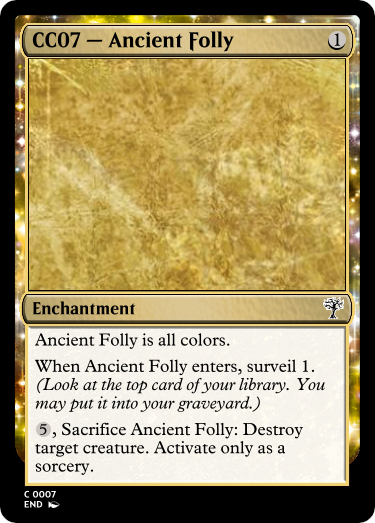 CC07 — Ancient Folly 1
Enchantment
Ancient Folly is all colors.
When Ancient Folly enters, surveil 1.
(Look at the top card of your library. You
may put it into your graveyard.)
5, Sacrifice Ancient Folly: Destroy
target creature. Activate only as a
sorcery.
C 0007
END